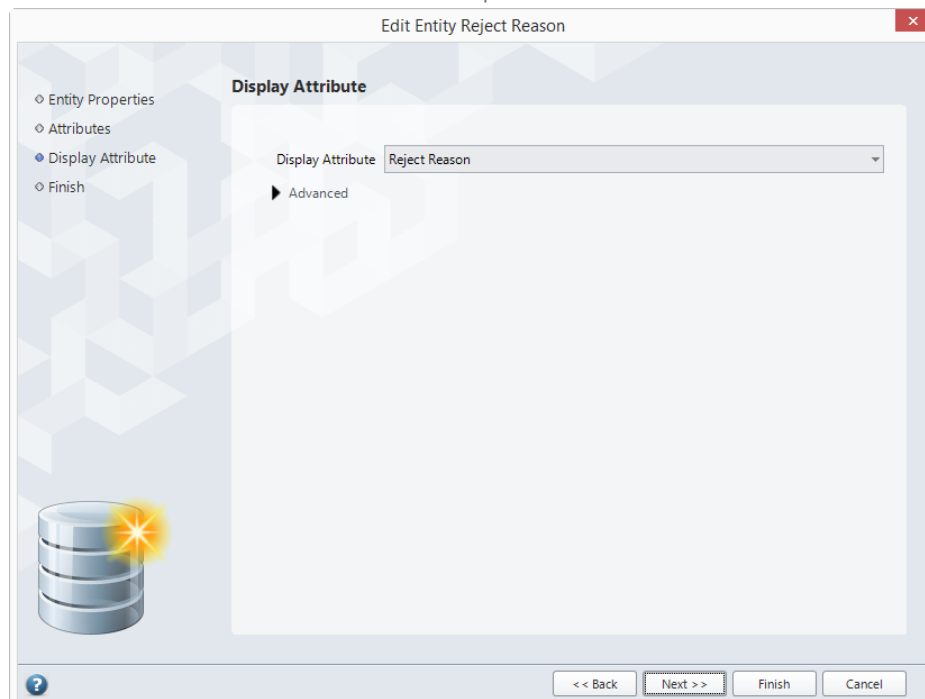 Edit Entity Reject Reason
Entity Properties
Attributes
Display Attribute
Finish
Display Attribute
Display Attribute Reject Reason
Advanced
<< Back Next >> Finish Cancel